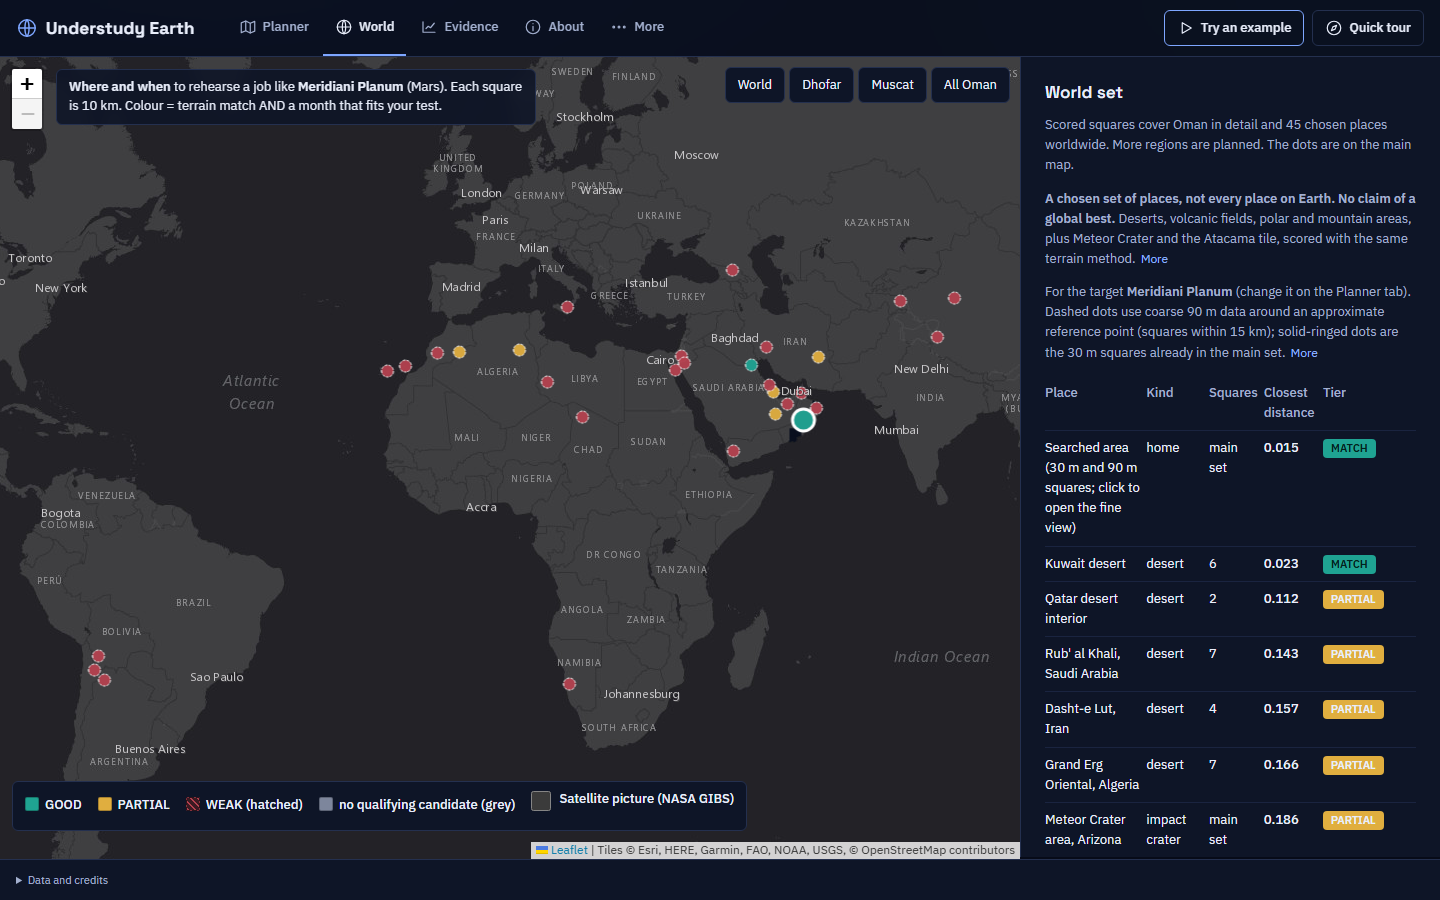 Understudy Earth
Planner
World
Evidence
About
More
Try an example
Quick tour
+
−
Where and when to rehearse a job like Meridiani Planum (Mars). Each square
is 10 km. Colour = terrain match AND a month that fits your test.
World
Dhofar
Muscat
All Oman
SWEDEN
FINLAND
WAY
Stockholm
Moscow
UNITED
KINGDOM
London
GERMANY
POLAND
Warsaw
Paris
UKRAINE
FRANCE
KAZAKHSTAN
Milan
Toronto
ITALY
New York
Madrid
Istanbul
GREECE
TURKEY
Baghdad
IRAN
Cairo
New Delhi
Atlantic
Ocean
ALGERIA
LIBYA
EGYPT
SAUDI ARABIA
Dubai
INDIA
MYA
(BU
Mumbai
MALI
NIGER
SUDAN
CHAD
NIGERIA
ETHIOPIA
VENEZUELA
Bogota
COLOMBIA
Accra
DR CONGO
TANZANIA
PERÚ
BRAZIL
ANGOLA
ZAMBIA
BOLIVIA
NAMIBIA
Indian Ocean
Sao Paulo
Johannesburg
SOUTH AFRICA
Buenos Aires
ARGENTINA
GOOD
PARTIAL
WEAK (hatched)
no qualifying candidate (grey)
Satellite picture (NASA GIBS)
Leaflet | Tiles © Esri, HERE, Garmin, FAO, NOAA, USGS, © OpenStreetMap contributors
World set
Scored squares cover Oman in detail and 45 chosen places
worldwide. More regions are planned. The dots are on the main
map.
A chosen set of places, not every place on Earth. No claim of a
global best. Deserts, volcanic fields, polar and mountain areas,
plus Meteor Crater and the Atacama tile, scored with the same
terrain method. More
For the target Meridiani Planum (change it on the Planner tab).
Dashed dots use coarse 90 m data around an approximate
reference point (squares within 15 km); solid-ringed dots are
the 30 m squares already in the main set. More
Place Kind Squares Closest Tier
distance
Searched area home main 0.015 MATCH
(30 m and 90 m set
squares; click to
open the fine
view)
Kuwait desert desert 6 0.023 MATCH
Qatar desert desert 2 0.112 PARTIAL
interior
Rub' al Khali, desert 7 0.143 PARTIAL
Saudi Arabia
Dasht-e Lut, desert 4 0.157 PARTIAL
Iran
Grand Erg desert 7 0.166 PARTIAL
Oriental, Algeria
Meteor Crater impact main 0.186 PARTIAL
area, Arizona crater set
Data and credits